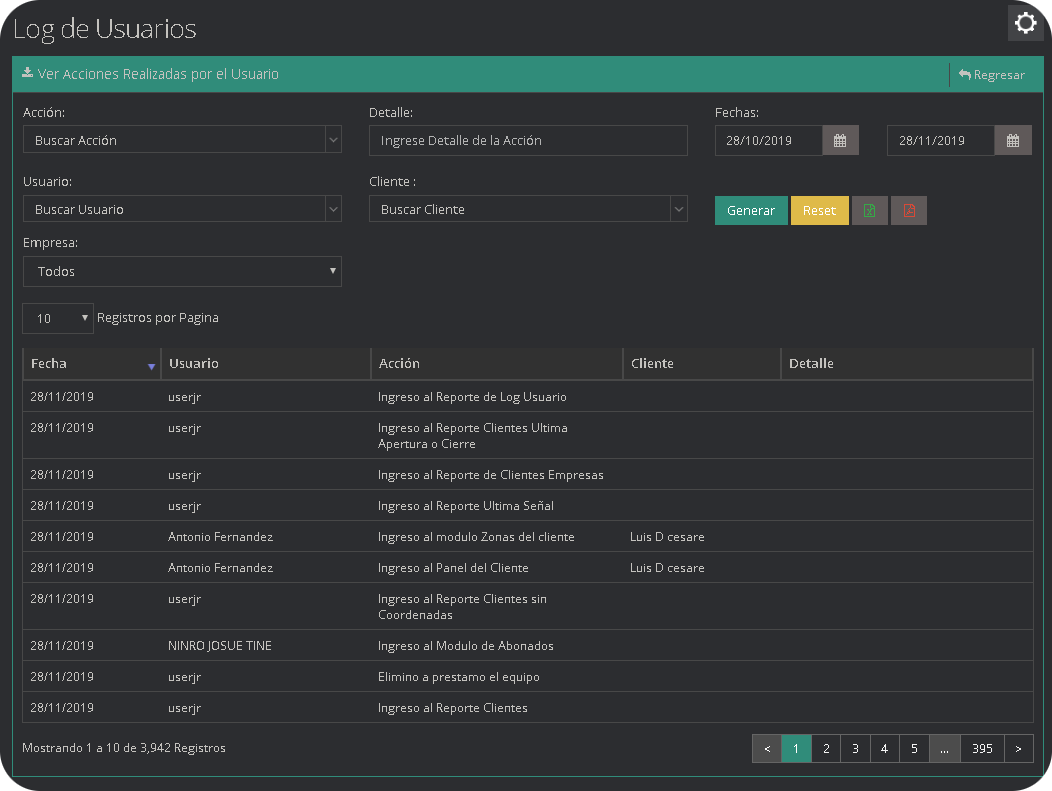 Log de Usuarios
Ver Acciones Realizadas por el Usuario
Regresar
Acción:
Detalle:
Fechas:
Buscar Acción
Ingrese Detalle de la Acción
28/10/2019
28/11/2019
Usuario:
Cliente :
Buscar Usuario
Buscar Cliente
Generar
Reset
Empresa:
Todos
10 Registros por Pagina
Fecha Usuario Acción Cliente Detalle
28/11/2019 userjr Ingreso al Reporte de Log Usuario
28/11/2019 userjr Ingreso al Reporte Clientes Ultima
Apertura o Cierre
28/11/2019 userjr Ingreso al Reporte de Clientes Empresas
28/11/2019 userjr Ingreso al Reporte Ultima Señal
28/11/2019 Antonio Fernandez Ingreso al modulo Zonas del cliente Luis D cesare
28/11/2019 Antonio Fernandez Ingreso al Panel del Cliente Luis D cesare
28/11/2019 userjr Ingreso al Reporte Clientes sin
Coordenadas
28/11/2019 NINRO JOSUE TINE Ingreso al Modulo de Abonados
28/11/2019 userjr Elimino a prestamo el equipo
28/11/2019 userjr Ingreso al Reporte Clientes
Mostrando 1 a 10 de 3,942 Registros
< 1 2 3 4 5 ... 395 >